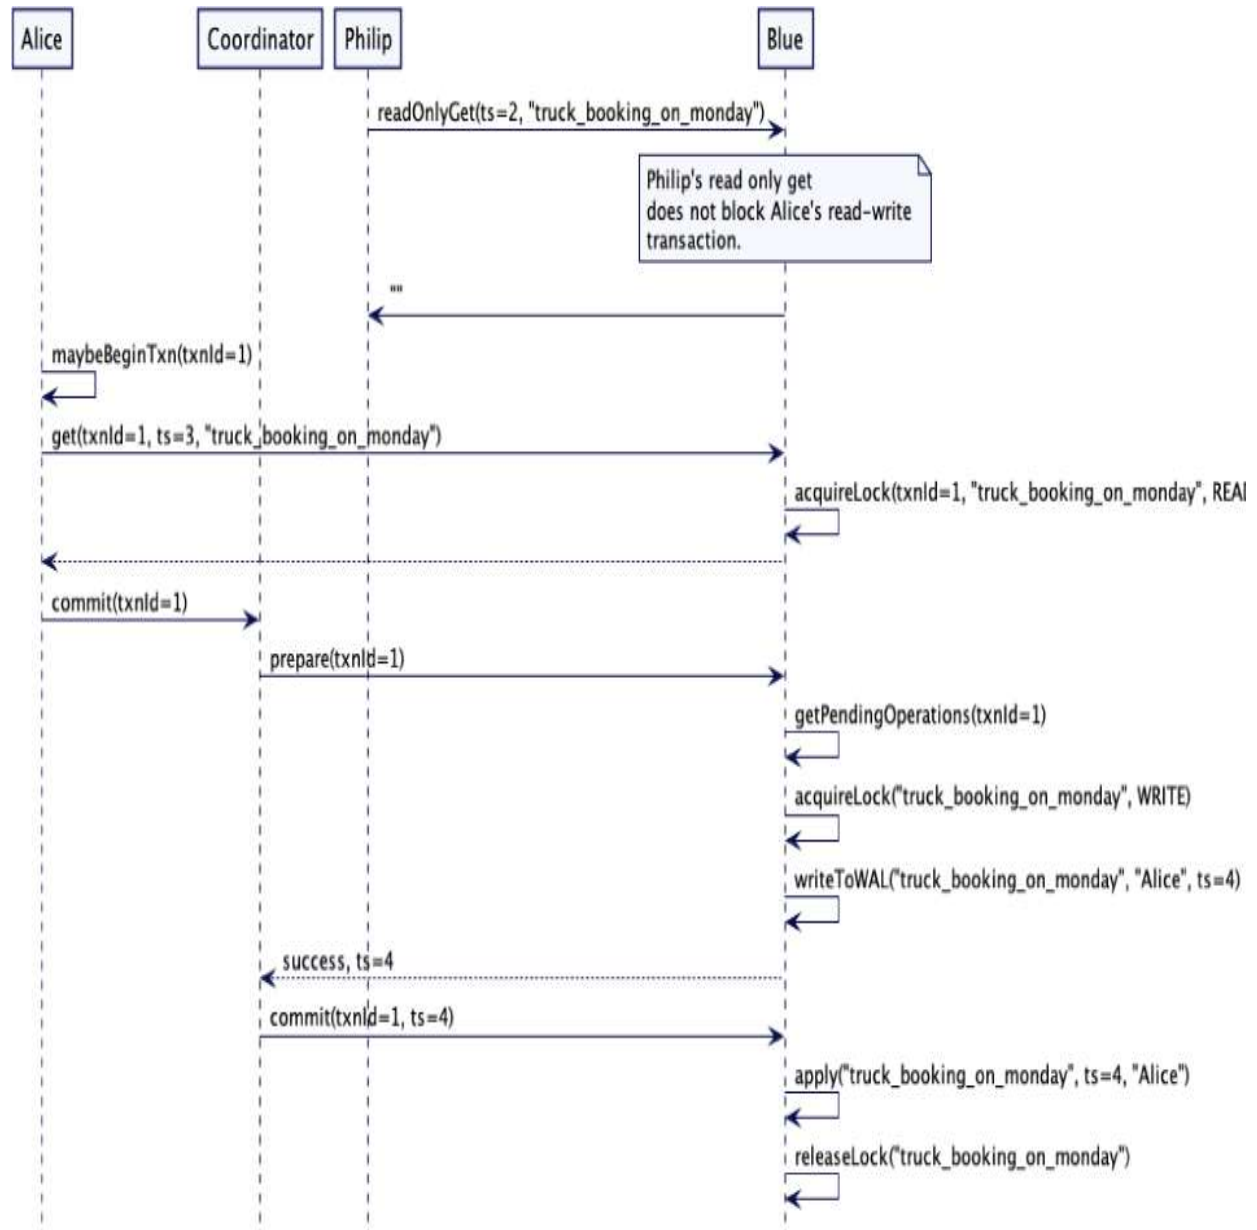 Alice
Coordinator
Philip
Blue
readOnlyGet(ts=2, "truck_booking_on_monday")
Philip's read only get
does not block Alice's read-write
transaction.
""
maybeBeginTxn(txnId=1)
get(txnId=1, ts=3, "truck_booking_on_monday")
acquireLock(txnId=1, "truck_booking_on_monday", REA
commit(txnId=1)
prepare(txnId=1)
getPendingOperations(txnId=1)
acquireLock("truck_booking_on_monday", WRITE)
writeToWAL("truck_booking_on_monday", "Alice", ts=4)
success, ts=4
commit(txnId=1, ts=4)
apply("truck_booking_on_monday", ts=4, "Alice")
releaseLock("truck_booking_on_monday")